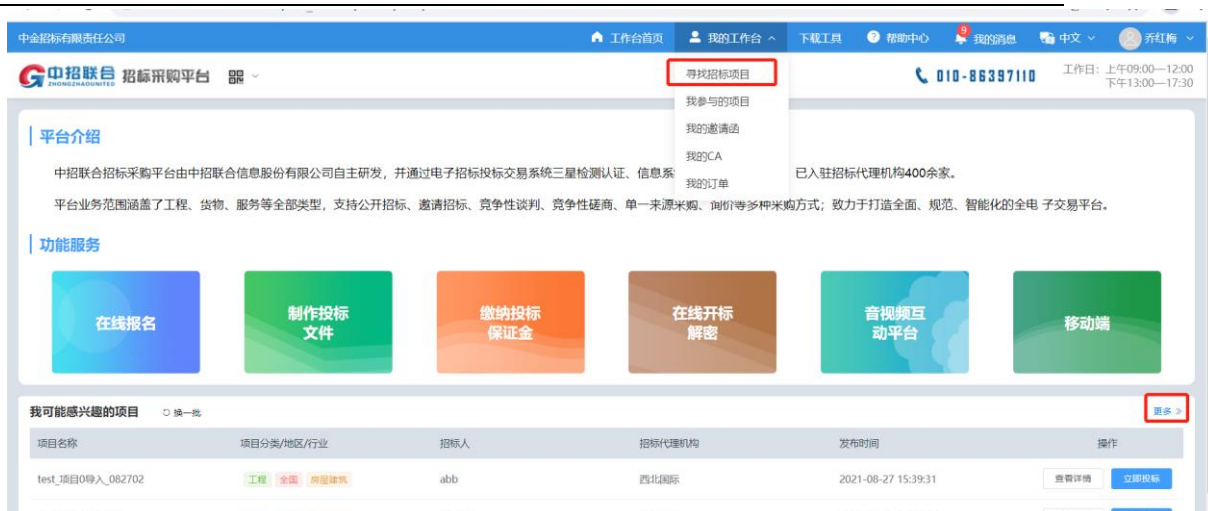 中金招标有限责任公司 工作台首页 我的工作台 下载工具 帮助中心 9 我的消息 中文 乔红梅
中招联合 招标采购平台 010-86397110 工作日: 上午09:00—12:00
ZHONGZHAOUNITED 下午13:00—17:30
寻找招标项目
我参与的项目
我的邀请函
我的CA
我的订单
平台介绍
中招联合招标采购平台由中招联合信息股份有限公司自主研发，并通过电子招标投标交易系统三星检测认证、信息系 已入驻招标代理机构400余家。
平台业务范围涵盖了工程、货物、服务等全部类型，支持公开招标、邀请招标、竞争性谈判、竞争性磋商、单一来源采购、询价等多种采购方式；致力于打造全面、规范、智能化的全电 子交易平台。
功能服务
在线报名 制作投标 缴纳投标 在线开标 音视频互 移动端
文件 保证金 解密 动平台
我可能感兴趣的项目 换一批 更多
项目名称 项目分类/地区/行业 招标人 招标代理机构 发布时间 操作
test_项目0导入_082702 工程 全国 房屋建筑 abb 西北国际 2021-08-27 15:39:31 查看详情 立即投标